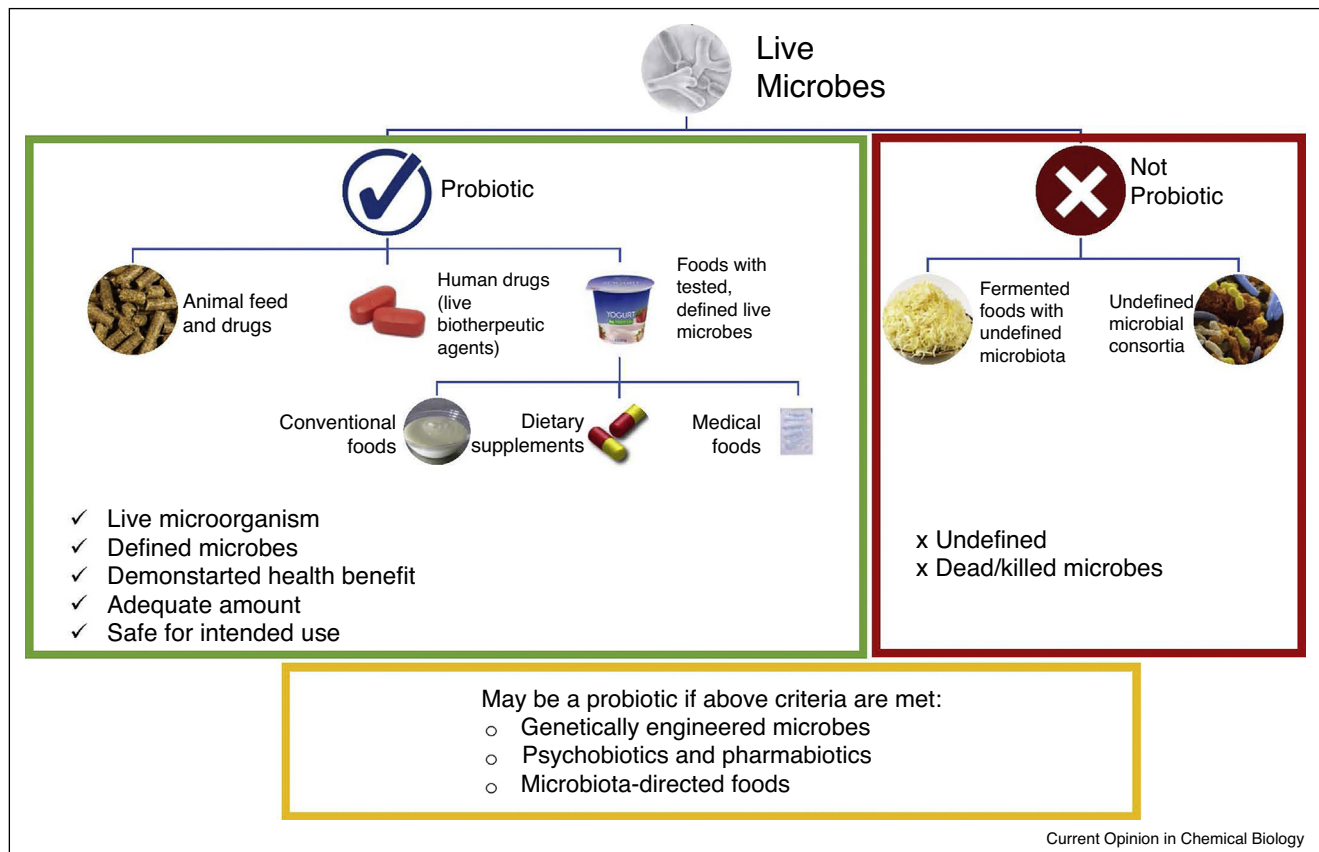 Live
Microbes
Probiotic
Not
Probiotic
Animal feed
and drugs
Human drugs
(live
biotherpeutic
agents)
YOGURT
Foods with
tested,
defined live
microbes
Fermented
foods with
undefined
microbiota
Undefined
microbial
consortia
Conventional
foods
Dietary
supplements
Medical
foods
✓ Live microorganism
✓ Defined microbes
✓ Demonstarted health benefit
✓ Adequate amount
✓ Safe for intended use
x Undefined
x Dead/killed microbes
May be a probiotic if above criteria are met:
○ Genetically engineered microbes
○ Psychobiotics and pharmabiotics
○ Microbiota-directed foods
Current Opinion in Chemical Biology